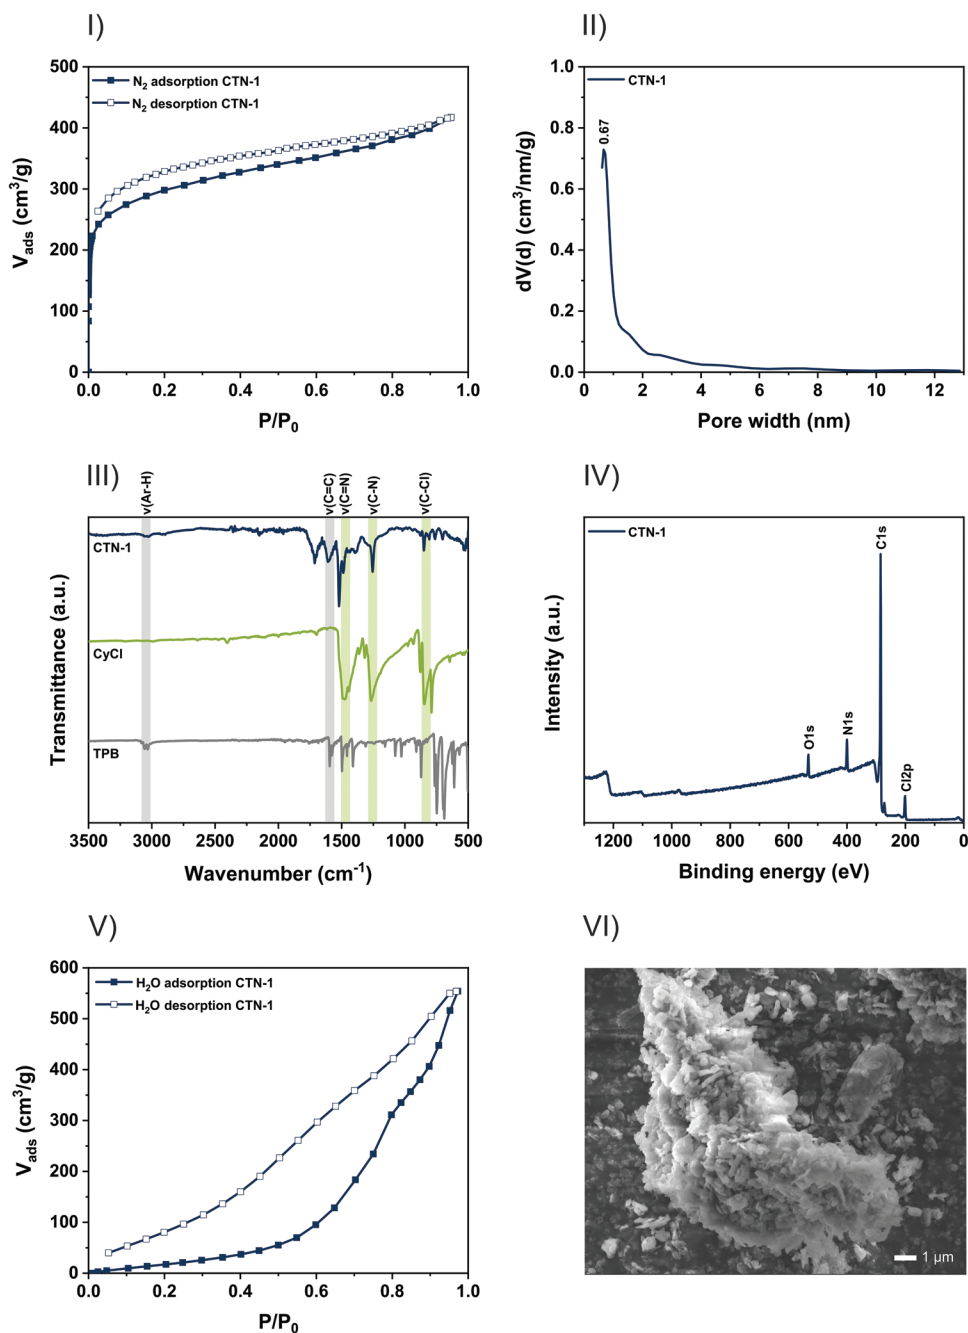 I)
500
400
300
200
100
0
V_ads (cm³/g)
N₂ adsorption CTN-1
N₂ desorption CTN-1
0.0 0.2 0.4 0.6 0.8 1.0
P/P₀
II)
1.0
0.8
0.6
0.4
0.2
0.0
dV(d) (cm³/nm/g)
CTN-1
0.67
0 2 4 6 8 10 12
Pore width (nm)
III)
ν(Ar-H)
ν(C=C)
ν(C=N)
ν(C-N)
ν(C-Cl)
Transmittance (a.u.)
CTN-1
CyCl
TPB
3500 3000 2500 2000 1500 1000 500
Wavenumber (cm⁻¹)
IV)
CTN-1
Intensity (a.u.)
O1s
N1s
C1s
Cl2p
1200 1000 800 600 400 200 0
Binding energy (eV)
V)
600
500
400
300
200
100
0
V_ads (cm³/g)
H₂O adsorption CTN-1
H₂O desorption CTN-1
0.0 0.2 0.4 0.6 0.8 1.0
P/P₀
VI)
1 µm